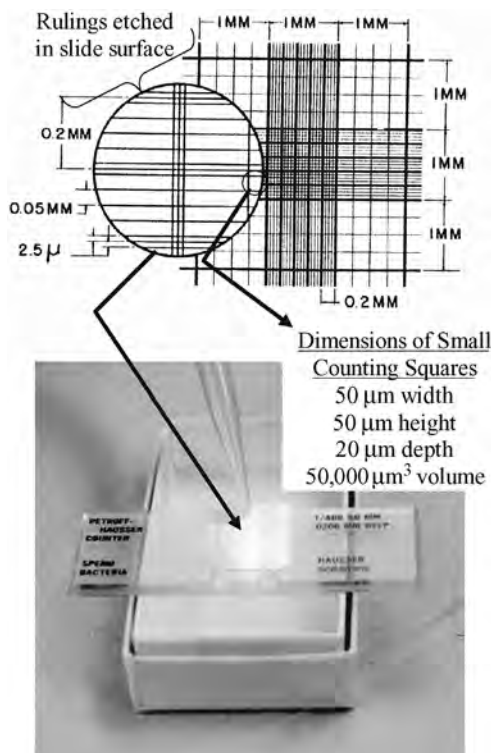 Rulings etched
in slide surface
1MM
1MM
1MM
0.2MM
0.05MM
2.5 µ
1MM
1MM
1MM
0.2MM
Dimensions of Small
Counting Squares
50 µm width
50 µm height
20 µm depth
50,000 µm³ volume
PETROFF-
HAUSSER
COUNTER
SPERM
BACTERIA
HAUSSER